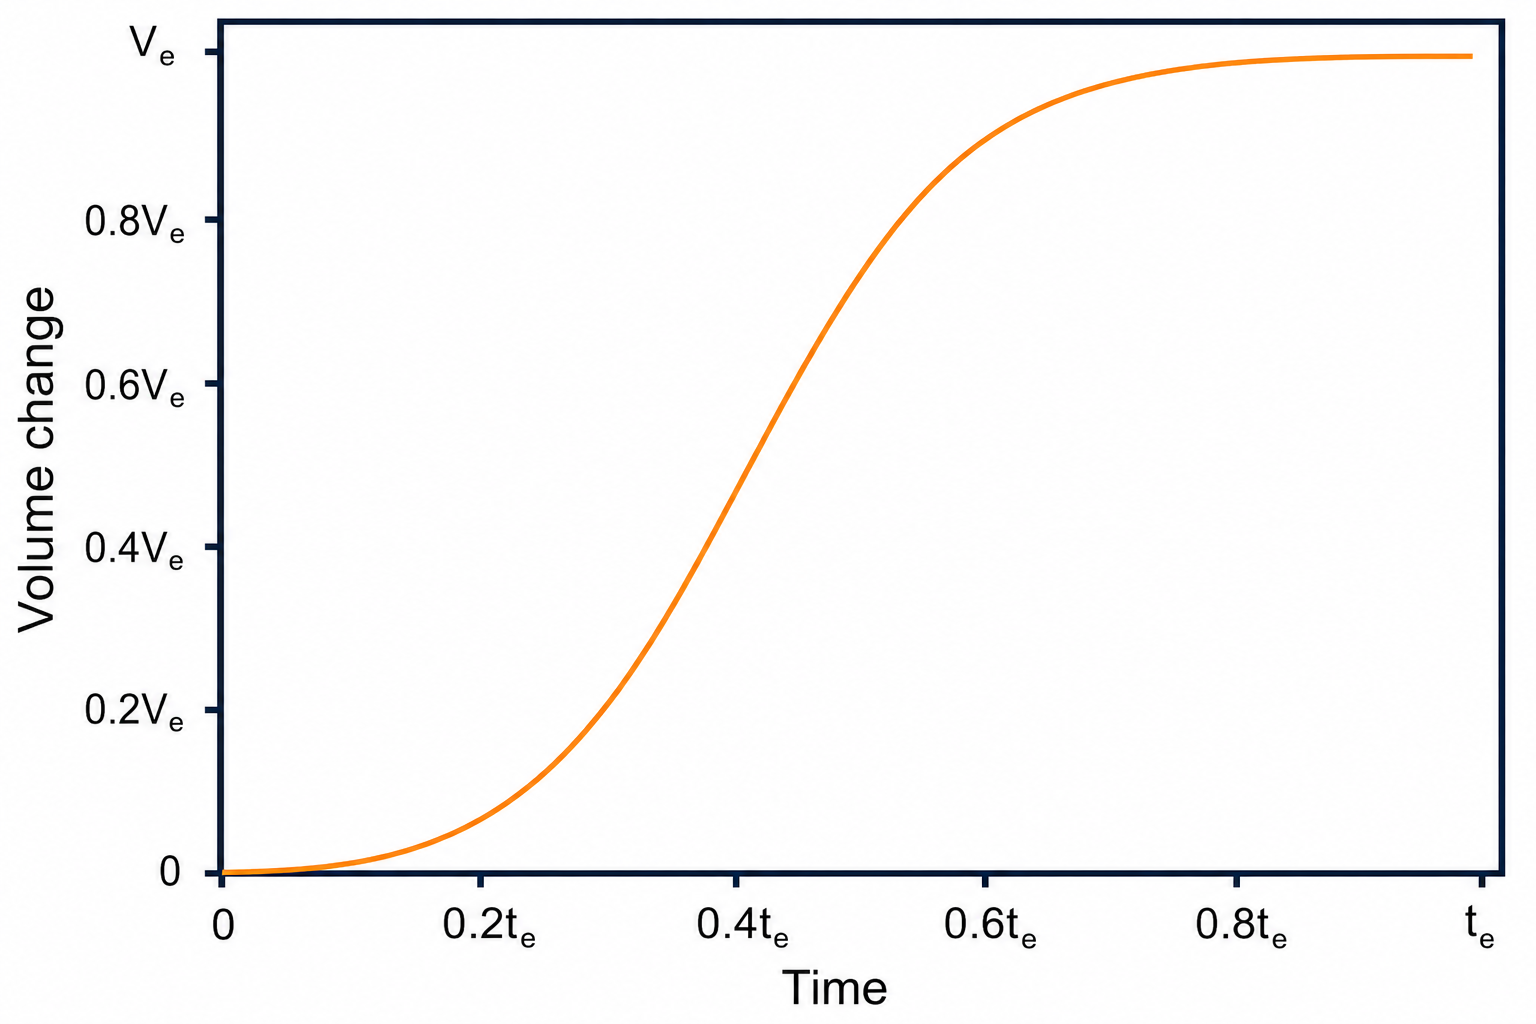 Vₑ
0.8Vₑ
0.6Vₑ
0.4Vₑ
0.2Vₑ
0
Volume change
0
0.2tₑ
0.4tₑ
0.6tₑ
0.8tₑ
tₑ
Time